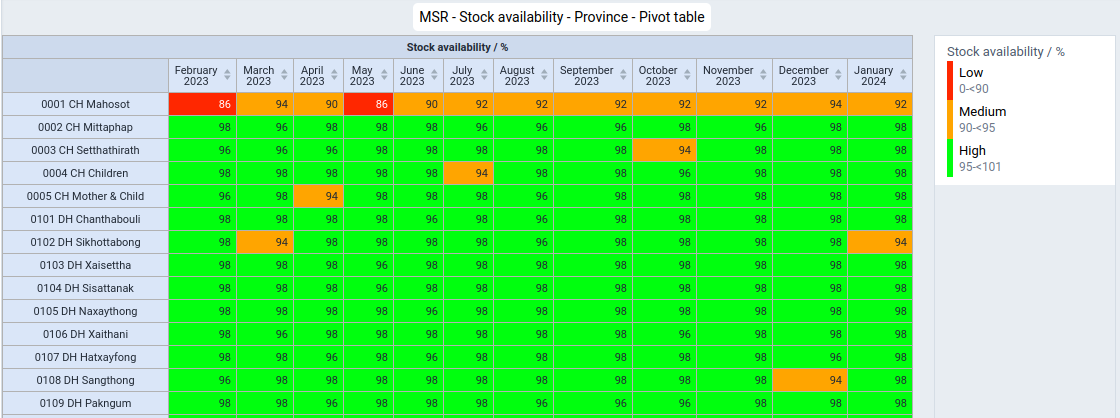 MSR - Stock availability - Province - Pivot table
Stock availability / %
February 2023 March 2023 April 2023 May 2023 June 2023 July 2023 August 2023 September 2023 October 2023 November 2023 December 2023 January 2024
0001 CH Mahosot 86 94 90 86 90 92 92 92 92 92 94 92
0002 CH Mittaphap 98 96 98 98 98 96 96 96 98 96 98 98
0003 CH Setthathirath 96 96 96 98 98 98 98 98 94 98 98 98
0004 CH Children 98 98 98 98 98 94 98 98 96 98 98 98
0005 CH Mother & Child 96 98 94 98 98 98 96 98 98 98 98 98
0101 DH Chanthabouli 98 98 98 98 96 98 96 98 98 98 98 98
0102 DH Sikhottabong 98 94 98 98 98 98 96 98 98 98 98 94
0103 DH Xaisettha 98 98 98 96 98 98 98 98 98 98 98 98
0104 DH Sisattanak 98 98 98 96 98 98 98 98 98 98 98 98
0105 DH Naxaythong 98 98 98 98 96 98 98 98 98 98 98 98
0106 DH Xaithani 98 96 98 98 98 98 98 98 96 98 98 98
0107 DH Hatxayfong 98 98 96 98 96 98 98 98 98 98 96 98
0108 DH Sangthong 96 98 98 98 98 98 98 98 98 98 94 98
0109 DH Pakngum 98 98 96 98 98 98 96 96 96 98 98 98
Stock availability / %
Low
0-<90
Medium
90-<95
High
95-<101